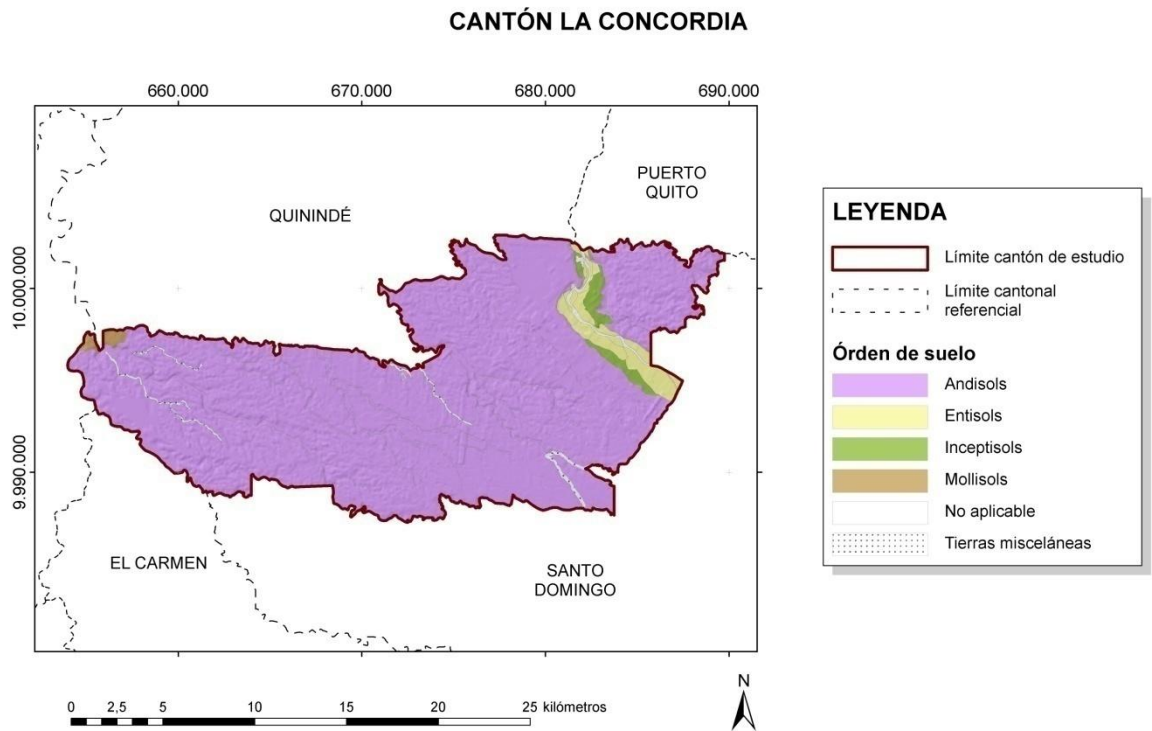 CANTÓN LA CONCORDIA
660.000 670.000 680.000 690.000
PUERTO
QUITO
QUININDÉ
10.000.000
9.990.000
EL CARMEN
SANTO
DOMINGO
LEYENDA
Límite cantón de estudio
Límite cantonal
referencial
Órden de suelo
Andisols
Entisols
Inceptisols
Mollisols
No aplicable
Tierras misceláneas
N
0 2,5 5 10 15 20 25 kilómetros